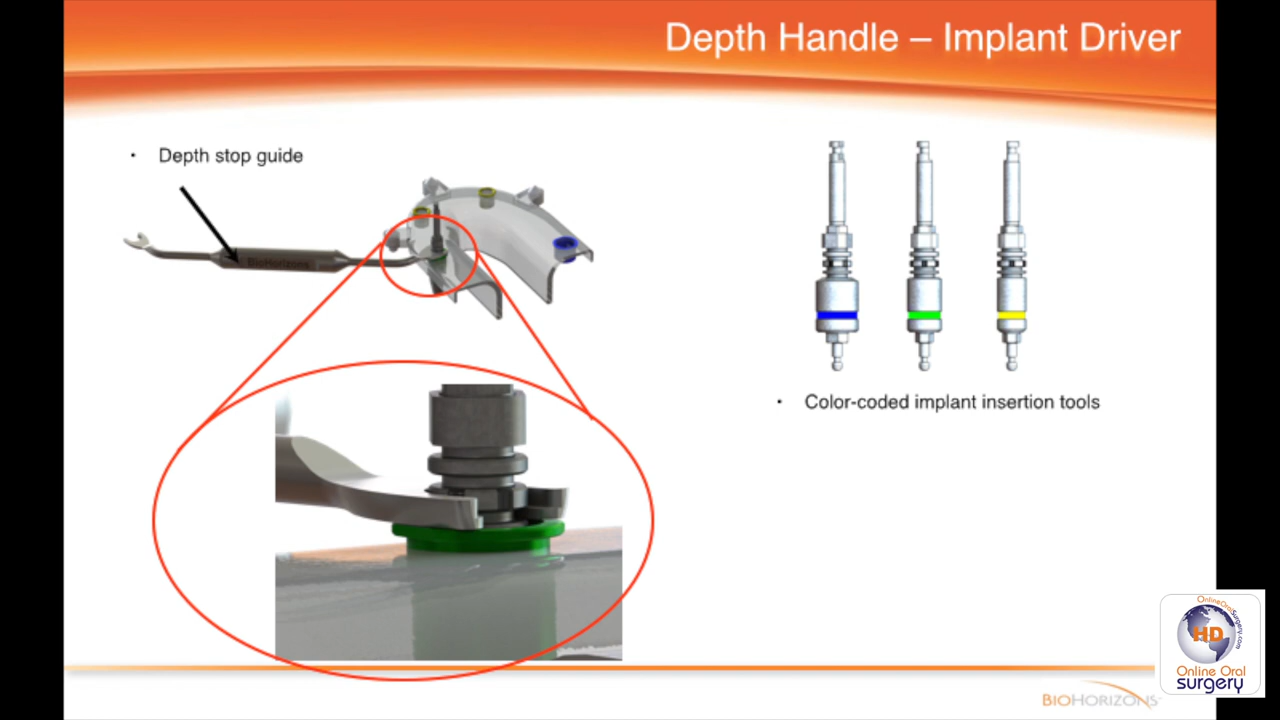 Depth Handle – Implant Driver
• Depth stop guide
BioHorizons
• Color-coded implant insertion tools
OnlineOralSurgery.com
HD
Online Oral
surgery
BIOHORIZONS